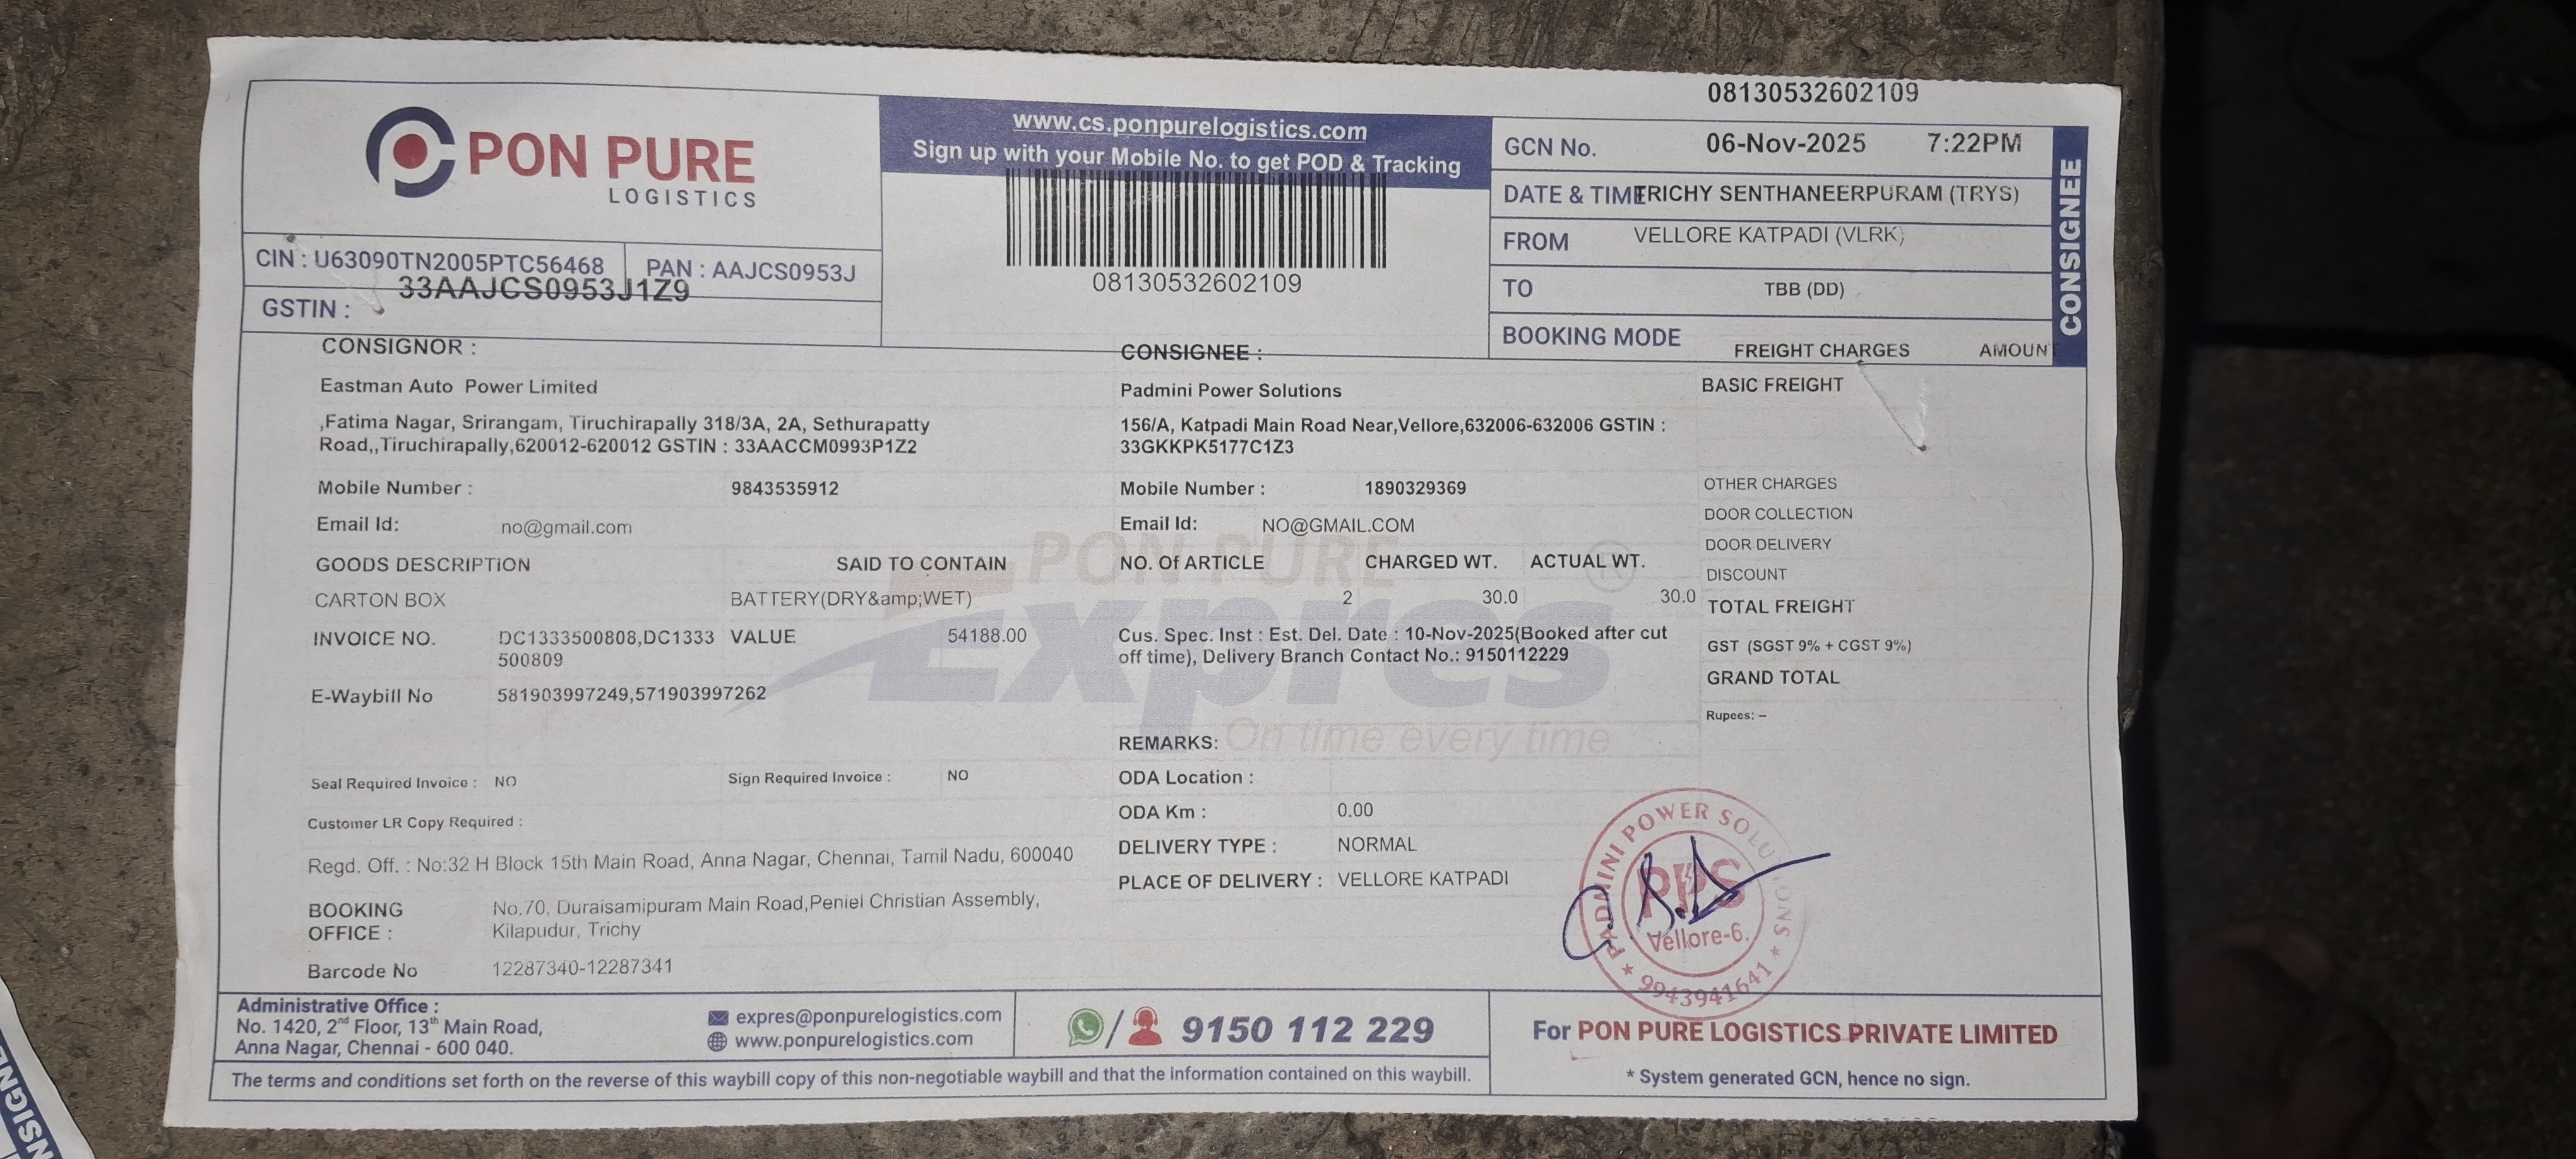 08130532602109
PON PURE
LOGISTICS
www.cs.ponpurelogistics.com
Sign up with your Mobile No. to get POD & Tracking
08130532602109
GCN No. 06-Nov-2025 7:22PM
DATE & TIME TRICHY SENTHANEERPURAM (TRYS)
FROM VELLORE KATPADI (VLRK)
TO TBB (DD)
BOOKING MODE
CONSIGNEE
CIN : U63090TN2005PTC56468 PAN : AAJCS0953J
GSTIN : 33AAJCS0953J1Z9
CONSIGNOR :
Eastman Auto Power Limited
,Fatima Nagar, Srirangam, Tiruchirapally 318/3A, 2A, Sethurapatty
Road,,Tiruchirapally,620012-620012 GSTIN : 33AACCM0993P1Z2
Mobile Number : 9843535912
Email Id: no@gmail.com
CONSIGNEE :
Padmini Power Solutions
156/A, Katpadi Main Road Near,Vellore,632006-632006 GSTIN :
33GKKPK5177C1Z3
Mobile Number : 1890329369
Email Id: NO@GMAIL.COM
FREIGHT CHARGES AMOUNT
BASIC FREIGHT
OTHER CHARGES
DOOR COLLECTION
DOOR DELIVERY
DISCOUNT
TOTAL FREIGHT
GST (SGST 9% + CGST 9%)
GRAND TOTAL
Rupees: --
GOODS DESCRIPTION SAID TO CONTAIN NO. Of ARTICLE CHARGED WT. ACTUAL WT.
CARTON BOX BATTERY(DRY&amp;WET) 2 30.0 30.0
INVOICE NO. DC1333500808,DC1333 VALUE 54188.00
500809
E-Waybill No 581903997249,571903997262
Cus. Spec. Inst : Est. Del. Date : 10-Nov-2025(Booked after cut
off time), Delivery Branch Contact No.: 9150112229
PON PURE
Expres
On time every time
REMARKS:
Seal Required Invoice : NO Sign Required Invoice : NO
Customer LR Copy Required :
ODA Location :
ODA Km : 0.00
DELIVERY TYPE : NORMAL
PLACE OF DELIVERY : VELLORE KATPADI
Regd. Off. : No:32 H Block 15th Main Road, Anna Nagar, Chennai, Tamil Nadu, 600040
BOOKING No.70, Duraisamipuram Main Road,Peniel Christian Assembly,
OFFICE : Kilapudur, Trichy
Barcode No 12287340-12287341
PADMINI POWER SOLUTIONS
PPS
Vellore-6.
9943941641
Administrative Office :
No. 1420, 2nd Floor, 13th Main Road,
Anna Nagar, Chennai - 600 040.
expres@ponpurelogistics.com
www.ponpurelogistics.com
9150 112 229
For PON PURE LOGISTICS PRIVATE LIMITED
* System generated GCN, hence no sign.
The terms and conditions set forth on the reverse of this waybill copy of this non-negotiable waybill and that the information contained on this waybill.